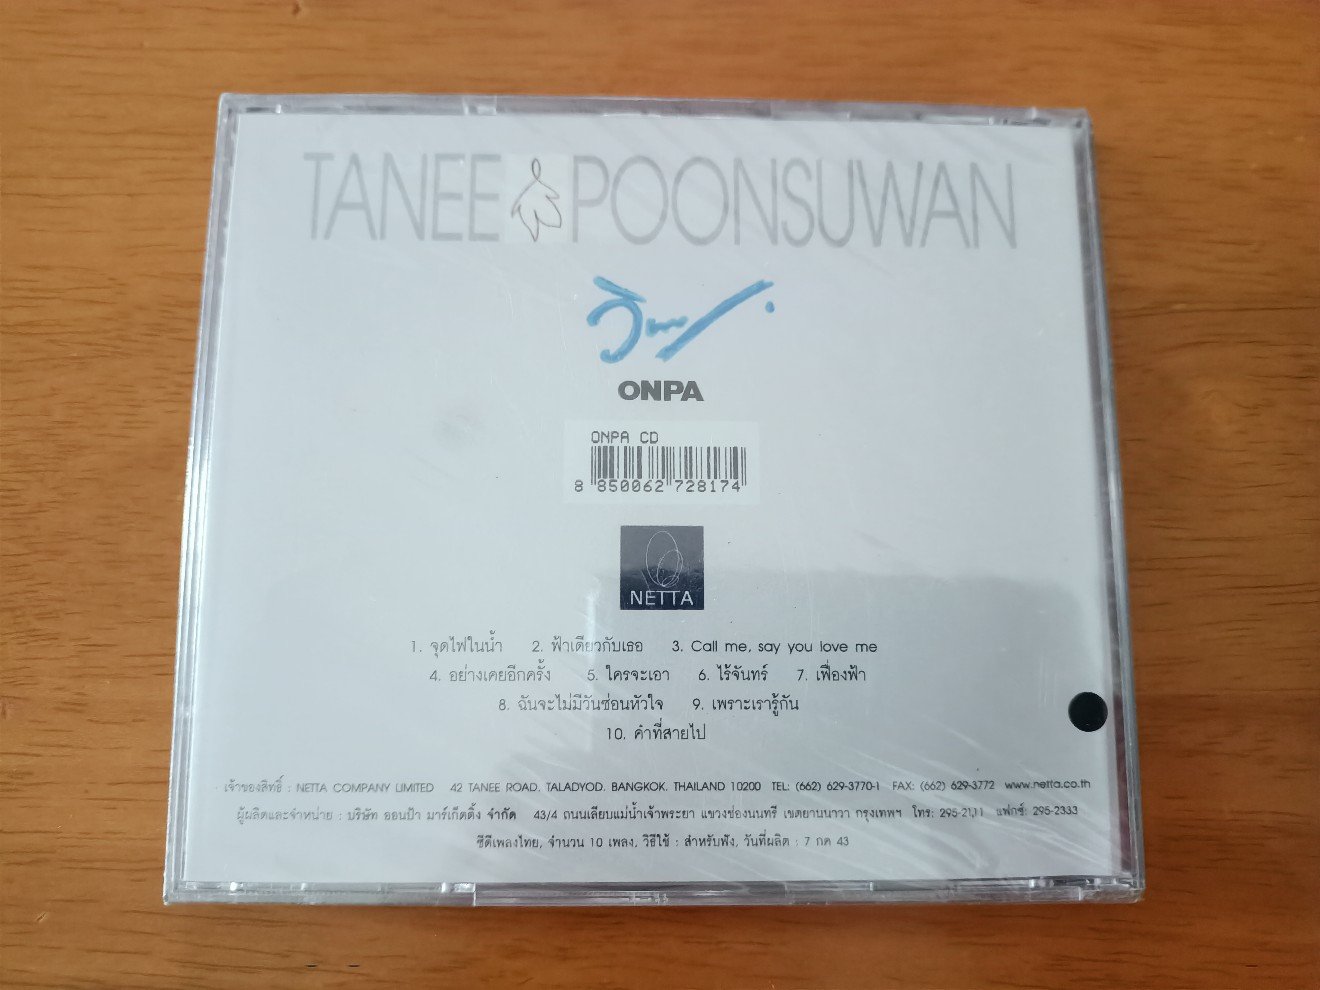 TANEE POONSUWAN
ONPA
ONPA CD
8 850062 728174
NETTA
1. จุดไฟในน้ำ 2. ฟ้าเดียวกับเธอ 3. Call me, say you love me
4. อย่างเคยอีกครั้ง 5. ใครจะเอา 6. ไร้จันทร์ 7. เฟื่องฟ้า
8. ฉันจะไม่มีวันซ่อนหัวใจ 9. เพราะเรารู้กัน
10. คำที่สายไป
เจ้าของสิทธิ์ : NETTA COMPANY LIMITED 42 TANEE ROAD. TALADYOD. BANGKOK. THAILAND 10200 TEL: (662) 629-3770-1 FAX: (662) 629-3772 www.netta.co.th
ผู้ผลิตและจำหน่าย : บริษัท ออนป้า มาร์เก็ตติ้ง จำกัด 43/4 ถนนเลียบแม่น้ำเจ้าพระยา แขวงช่องนนทรี เขตยานนาวา กรุงเทพฯ โทร: 295-2111 แฟกซ์: 295-2333
ซีดีเพลงไทย, จำนวน 10 เพลง, วิธีใช้ : สำหรับฟัง, วันที่ผลิต : 7 กค 43